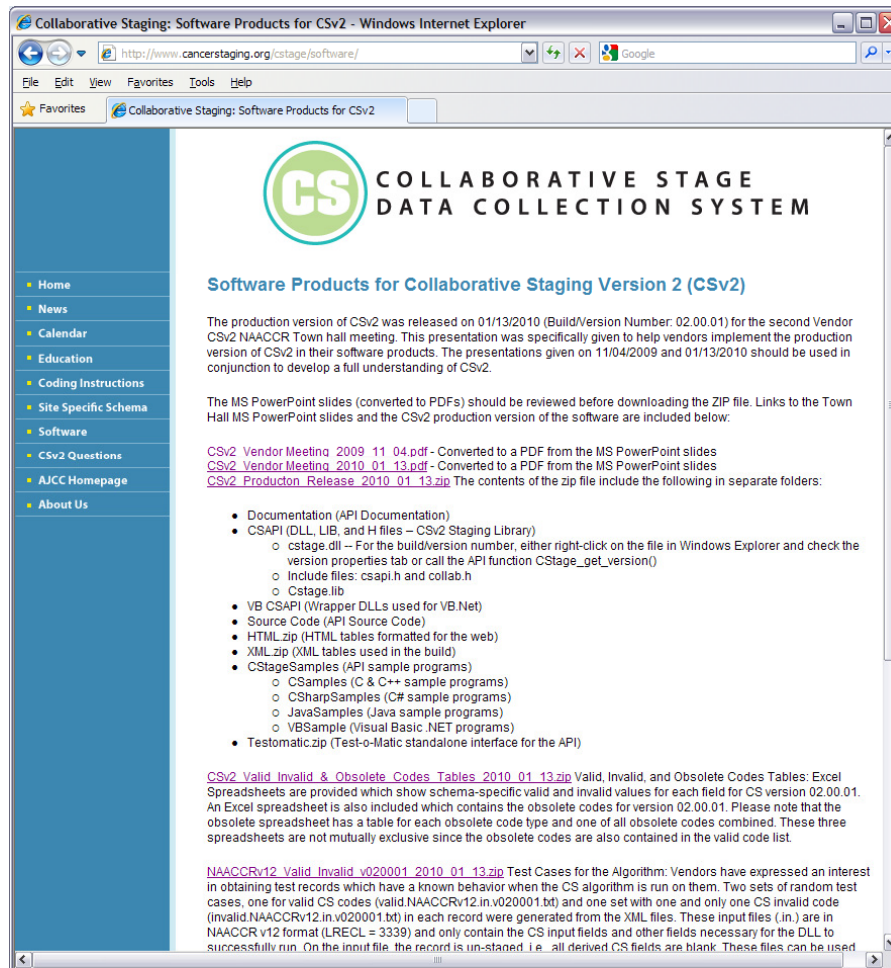 Collaborative Staging: Software Products for CSv2 - Windows Internet Explorer
http://www.cancerstaging.org/cstage/software/
Google
File Edit View Favorites Tools Help
Favorites
Collaborative Staging: Software Products for CSv2
CS
COLLABORATIVE STAGE
DATA COLLECTION SYSTEM
Home
News
Calendar
Education
Coding Instructions
Site Specific Schema
Software
CSv2 Questions
AJCC Homepage
About Us
Software Products for Collaborative Staging Version 2 (CSv2)
The production version of CSv2 was released on 01/13/2010 (Build/Version Number: 02.00.01) for the second Vendor
CSv2 NAACCR Town hall meeting. This presentation was specifically given to help vendors implement the production
version of CSv2 in their software products. The presentations given on 11/04/2009 and 01/13/2010 should be used in
conjunction to develop a full understanding of CSv2.
The MS PowerPoint slides (converted to PDFs) should be reviewed before downloading the ZIP file. Links to the Town
Hall MS PowerPoint slides and the CSv2 production version of the software are included below:
CSv2_Vendor Meeting_2009_11_04.pdf - Converted to a PDF from the MS PowerPoint slides
CSv2_Vendor Meeting_2010_01_13.pdf - Converted to a PDF from the MS PowerPoint slides
CSv2_Producton_Release_2010_01_13.zip The contents of the zip file include the following in separate folders:
● Documentation (API Documentation)
● CSAPI (DLL, LIB, and H files – CSv2 Staging Library)
○ cstage.dll -- For the build/version number, either right-click on the file in Windows Explorer and check the
version properties tab or call the API function CStage_get_version()
○ Include files: csapi.h and collab.h
○ Cstage.lib
● VB CSAPI (Wrapper DLLs used for VB.Net)
● Source Code (API Source Code)
● HTML.zip (HTML tables formatted for the web)
● XML.zip (XML tables used in the build)
● CStageSamples (API sample programs)
○ CSamples (C & C++ sample programs)
○ CSharpSamples (C# sample programs)
○ JavaSamples (Java sample programs)
○ VBSample (Visual Basic .NET programs)
● Testomatic.zip (Test-o-Matic standalone interface for the API)
CSv2_Valid_Invalid_&_Obsolete_Codes_Tables_2010_01_13.zip Valid, Invalid, and Obsolete Codes Tables: Excel
Spreadsheets are provided which show schema-specific valid and invalid values for each field for CS version 02.00.01.
An Excel spreadsheet is also included which contains the obsolete codes for version 02.00.01. Please note that the
obsolete spreadsheet has a table for each obsolete code type and one of all obsolete codes combined. These three
spreadsheets are not mutually exclusive since the obsolete codes are also contained in the valid code list.
NAACCRv12_Valid_Invalid_v020001_2010_01_13.zip Test Cases for the Algorithm: Vendors have expressed an interest
in obtaining test records which have a known behavior when the CS algorithm is run on them. Two sets of random test
cases, one for valid CS codes (valid.NAACCRv12.in.v020001.txt) and one set with one and only one CS invalid code
(invalid.NAACCRv12.in.v020001.txt) in each record were generated from the XML files. These input files (.in.) are in
NAACCR v12 format (LRECL = 3339) and only contain the CS input fields and other fields necessary for the DLL to
successfully run. On the input file, the record is un-staged, i.e., all derived CS fields are blank. These files can be used